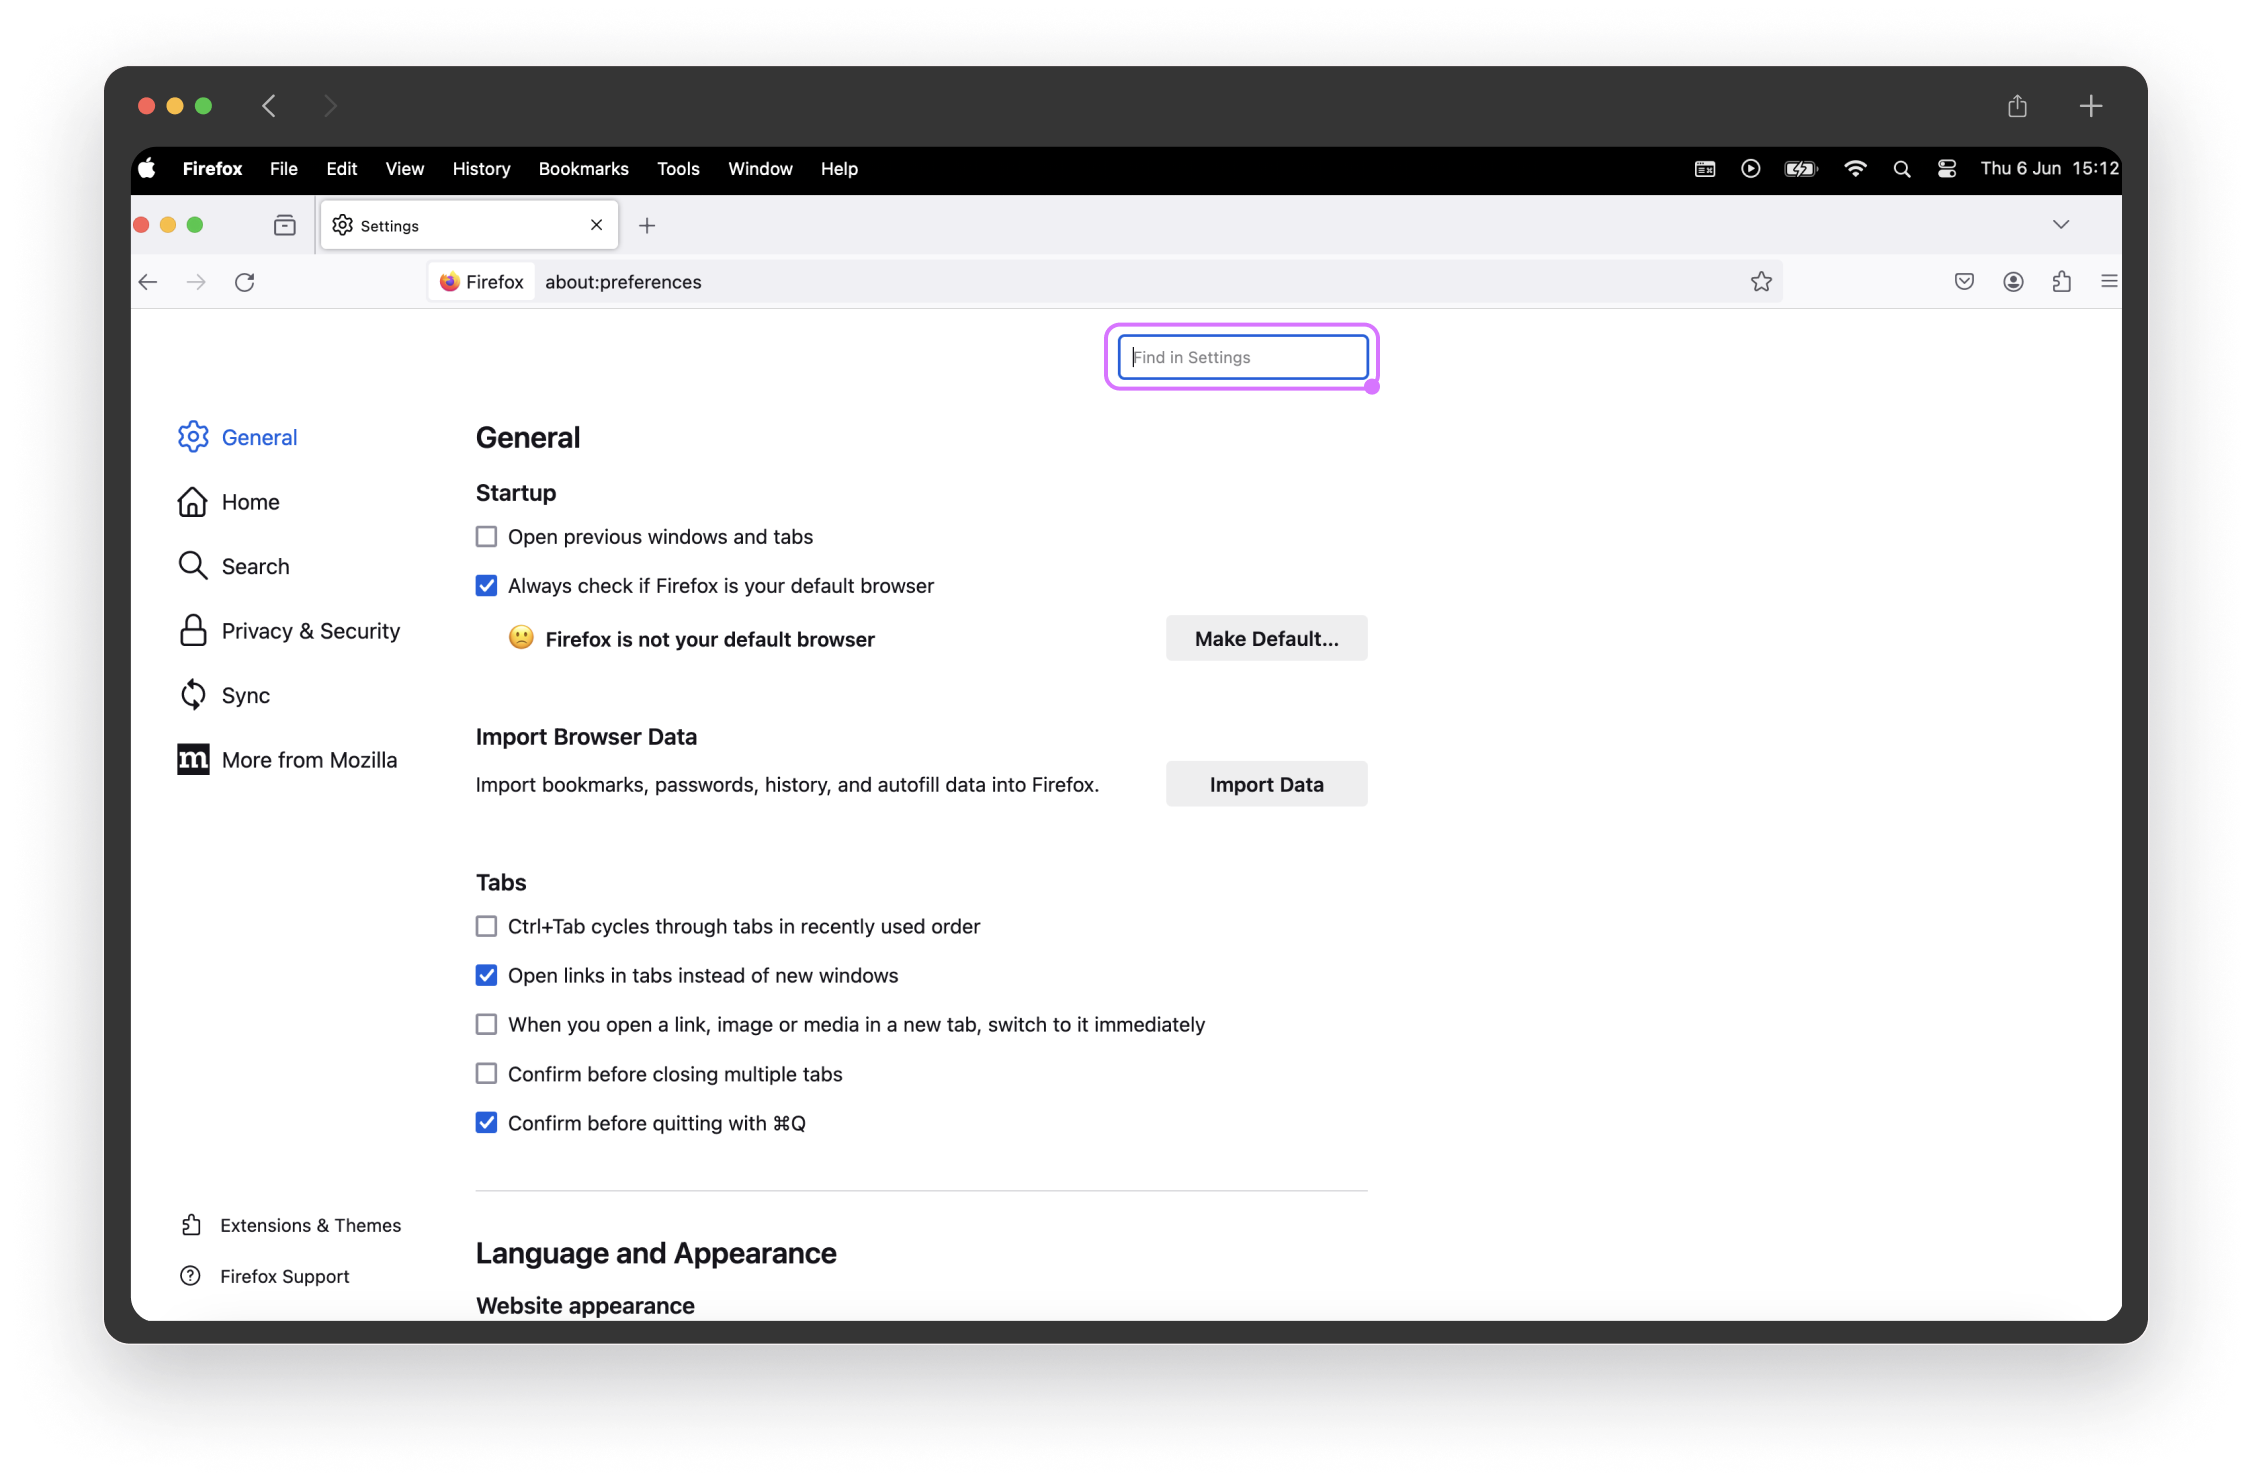 Firefox File Edit View History Bookmarks Tools Window Help Thu 6 Jun 15:12
Settings
Firefox about:preferences
Find in Settings
General
Home
Search
Privacy & Security
Sync
m More from Mozilla
Extensions & Themes
Firefox Support
General
Startup
Open previous windows and tabs
Always check if Firefox is your default browser
Firefox is not your default browser
Make Default...
Import Browser Data
Import bookmarks, passwords, history, and autofill data into Firefox.
Import Data
Tabs
Ctrl+Tab cycles through tabs in recently used order
Open links in tabs instead of new windows
When you open a link, image or media in a new tab, switch to it immediately
Confirm before closing multiple tabs
Confirm before quitting with ⌘Q
Language and Appearance
Website appearance